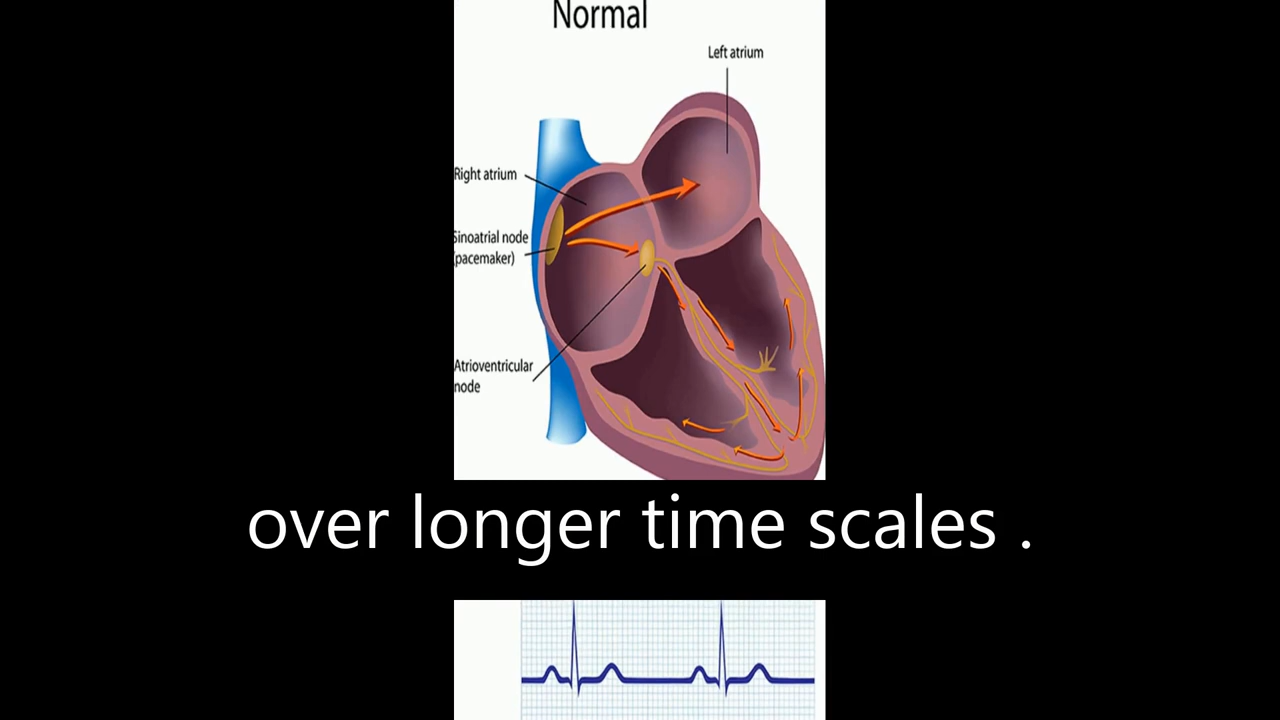 Normal
Left atrium
Right atrium
Sinoatrial node
(pacemaker)
Atrioventricular
node
over longer time scales .